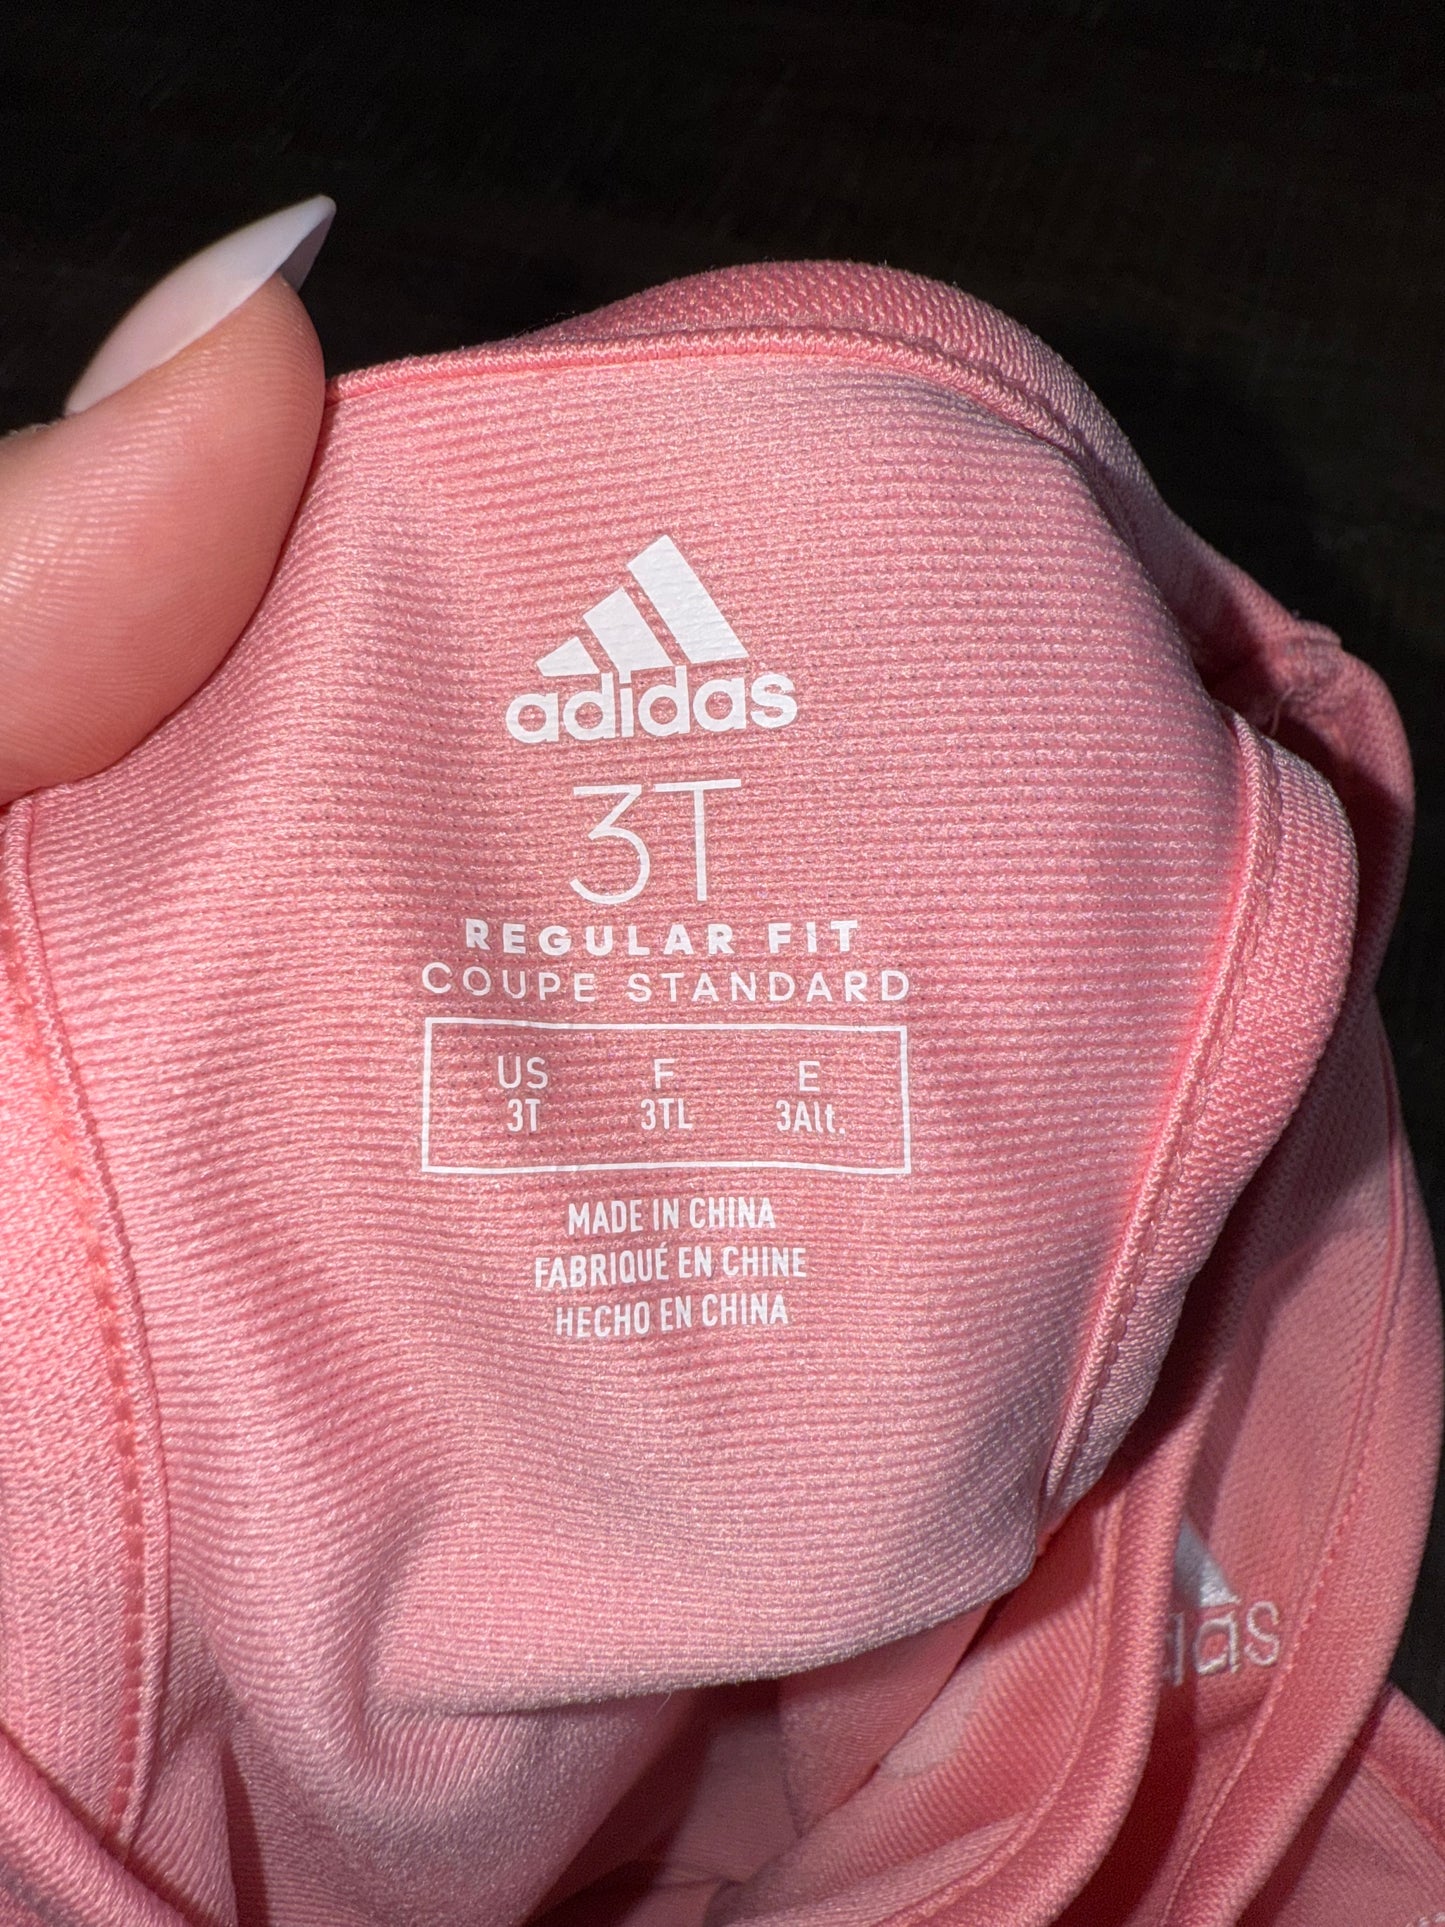 adidas
3T
REGULAR FIT
COUPE STANDARD
US F E
3T 3TL 3Alt.
MADE IN CHINA
FABRIQUÉ EN CHINE
HECHO EN CHINA
das